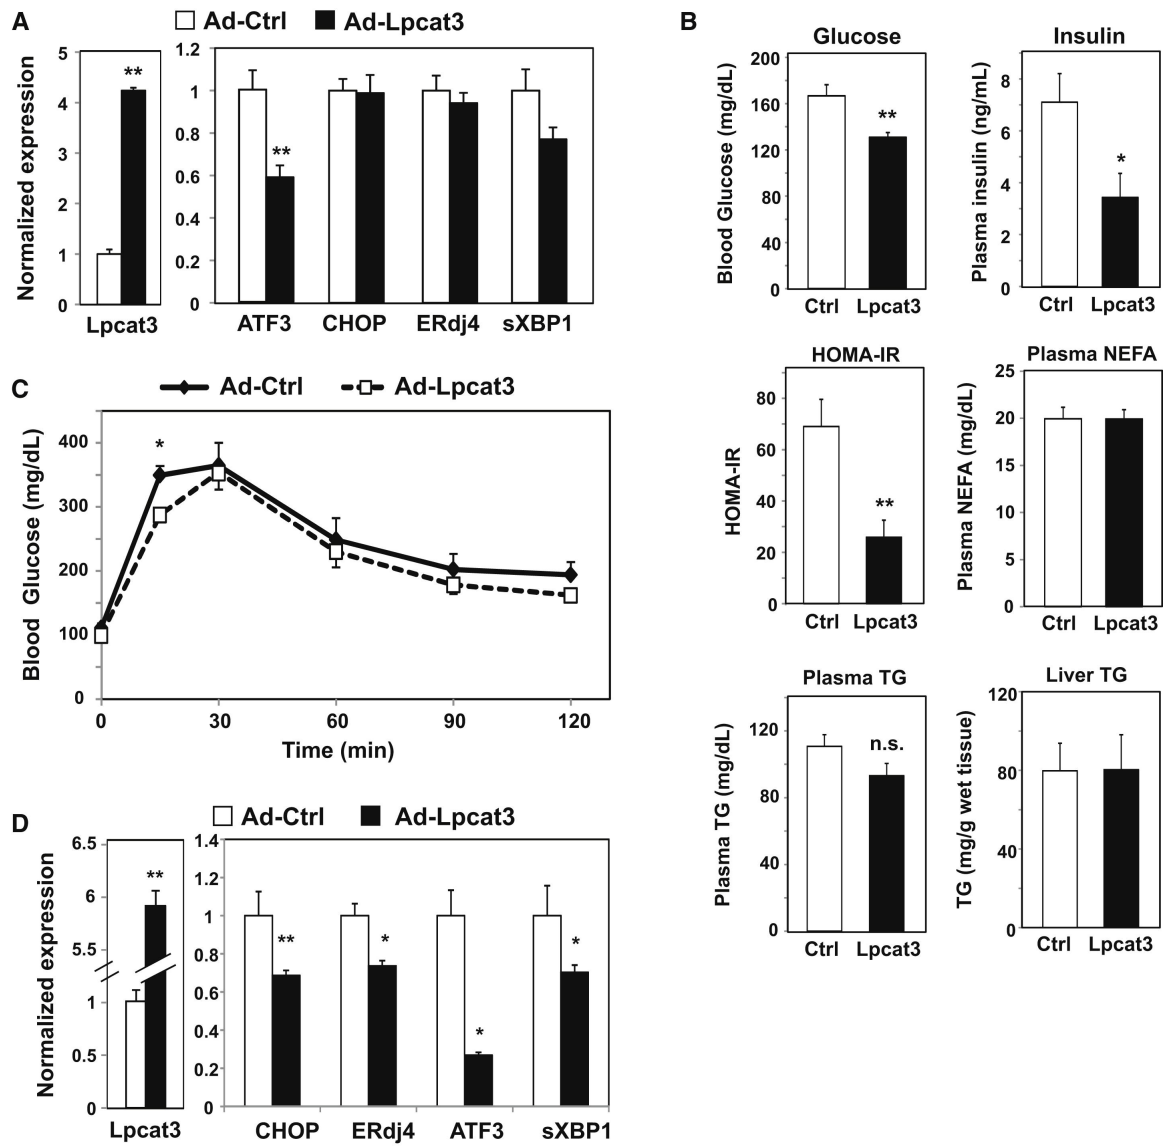 A
Ad-Ctrl Ad-Lpcat3
Normalized expression
5
4
3
2
1
0
**
Lpcat3
1.2
1
0.8
0.6
0.4
0.2
0
**
ATF3 CHOP ERdj4 sXBP1
B
Glucose
Blood Glucose (mg/dL)
200
160
120
80
40
0
**
Ctrl Lpcat3
Insulin
Plasma insulin (ng/mL)
8
6
4
2
0
*
Ctrl Lpcat3
HOMA-IR
HOMA-IR
80
60
40
20
0
**
Ctrl Lpcat3
Plasma NEFA
Plasma NEFA (mg/dL)
25
20
15
10
5
0
Ctrl Lpcat3
Plasma TG
Plasma TG (mg/dL)
120
80
40
0
n.s.
Ctrl Lpcat3
Liver TG
TG (mg/g wet tissue)
120
80
40
0
Ctrl Lpcat3
C
Ad-Ctrl Ad-Lpcat3
Blood Glucose (mg/dL)
400
300
200
100
0
*
0 30 60 90 120
Time (min)
D
Ad-Ctrl Ad-Lpcat3
Normalized expression
6.5
6
5.5
1
0.5
0
**
Lpcat3
1.4
1.2
1
0.8
0.6
0.4
0.2
0
** * * *
CHOP ERdj4 ATF3 sXBP1